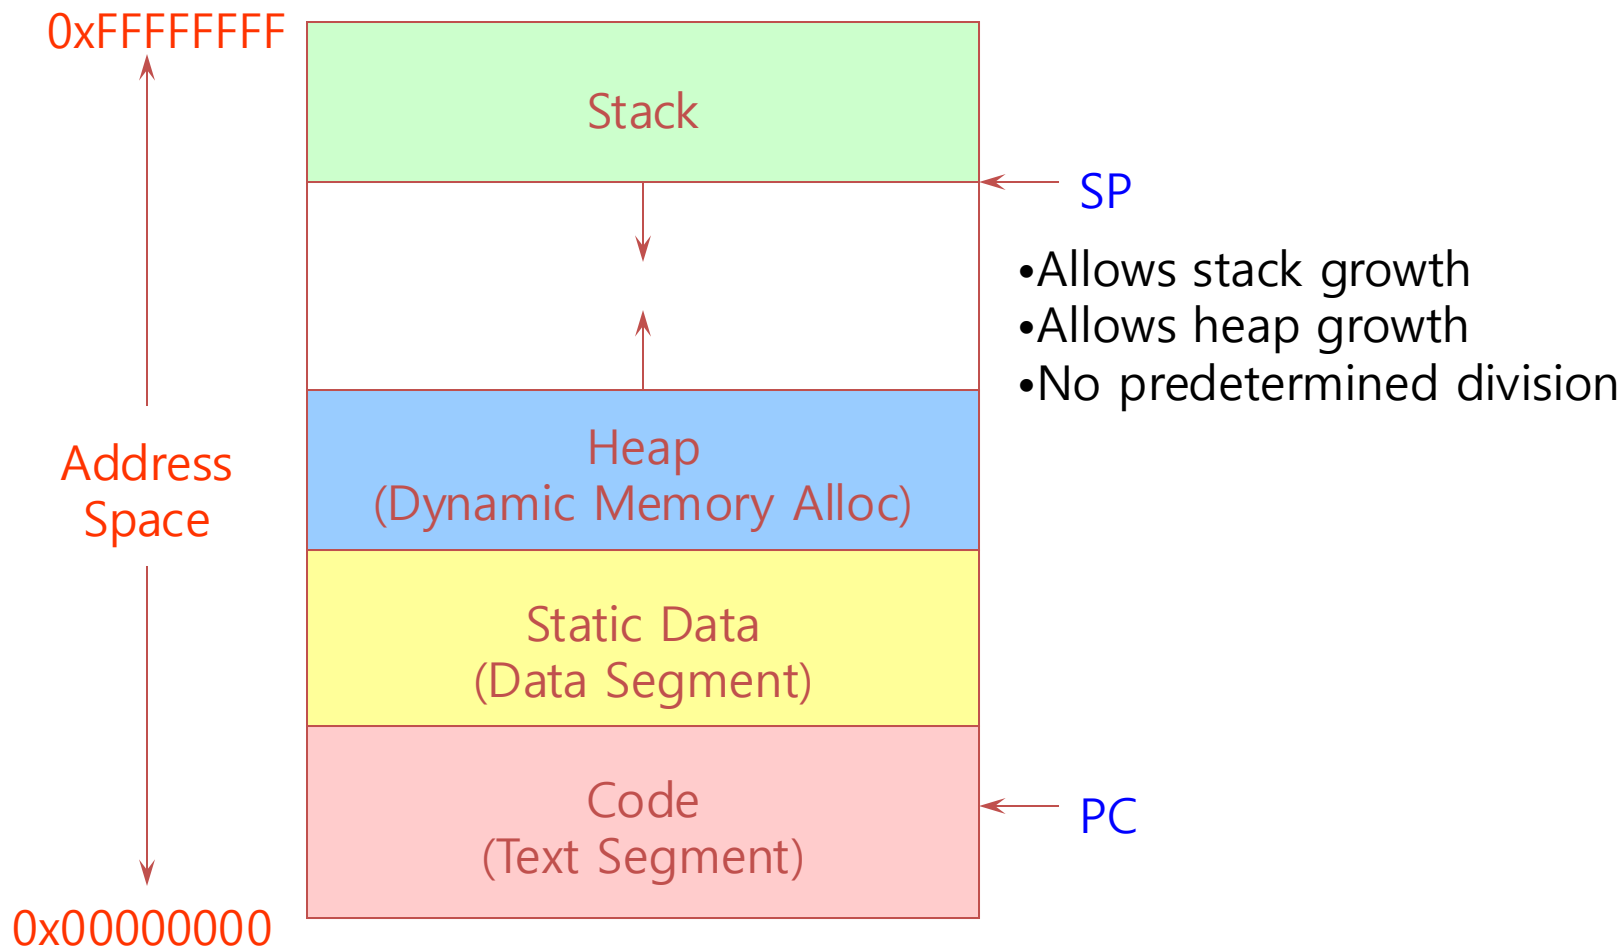 0xFFFFFFFF
Stack
SP
•Allows stack growth
•Allows heap growth
•No predetermined division
Address
Space
Heap
(Dynamic Memory Alloc)
Static Data
(Data Segment)
Code
(Text Segment)
PC
0x00000000